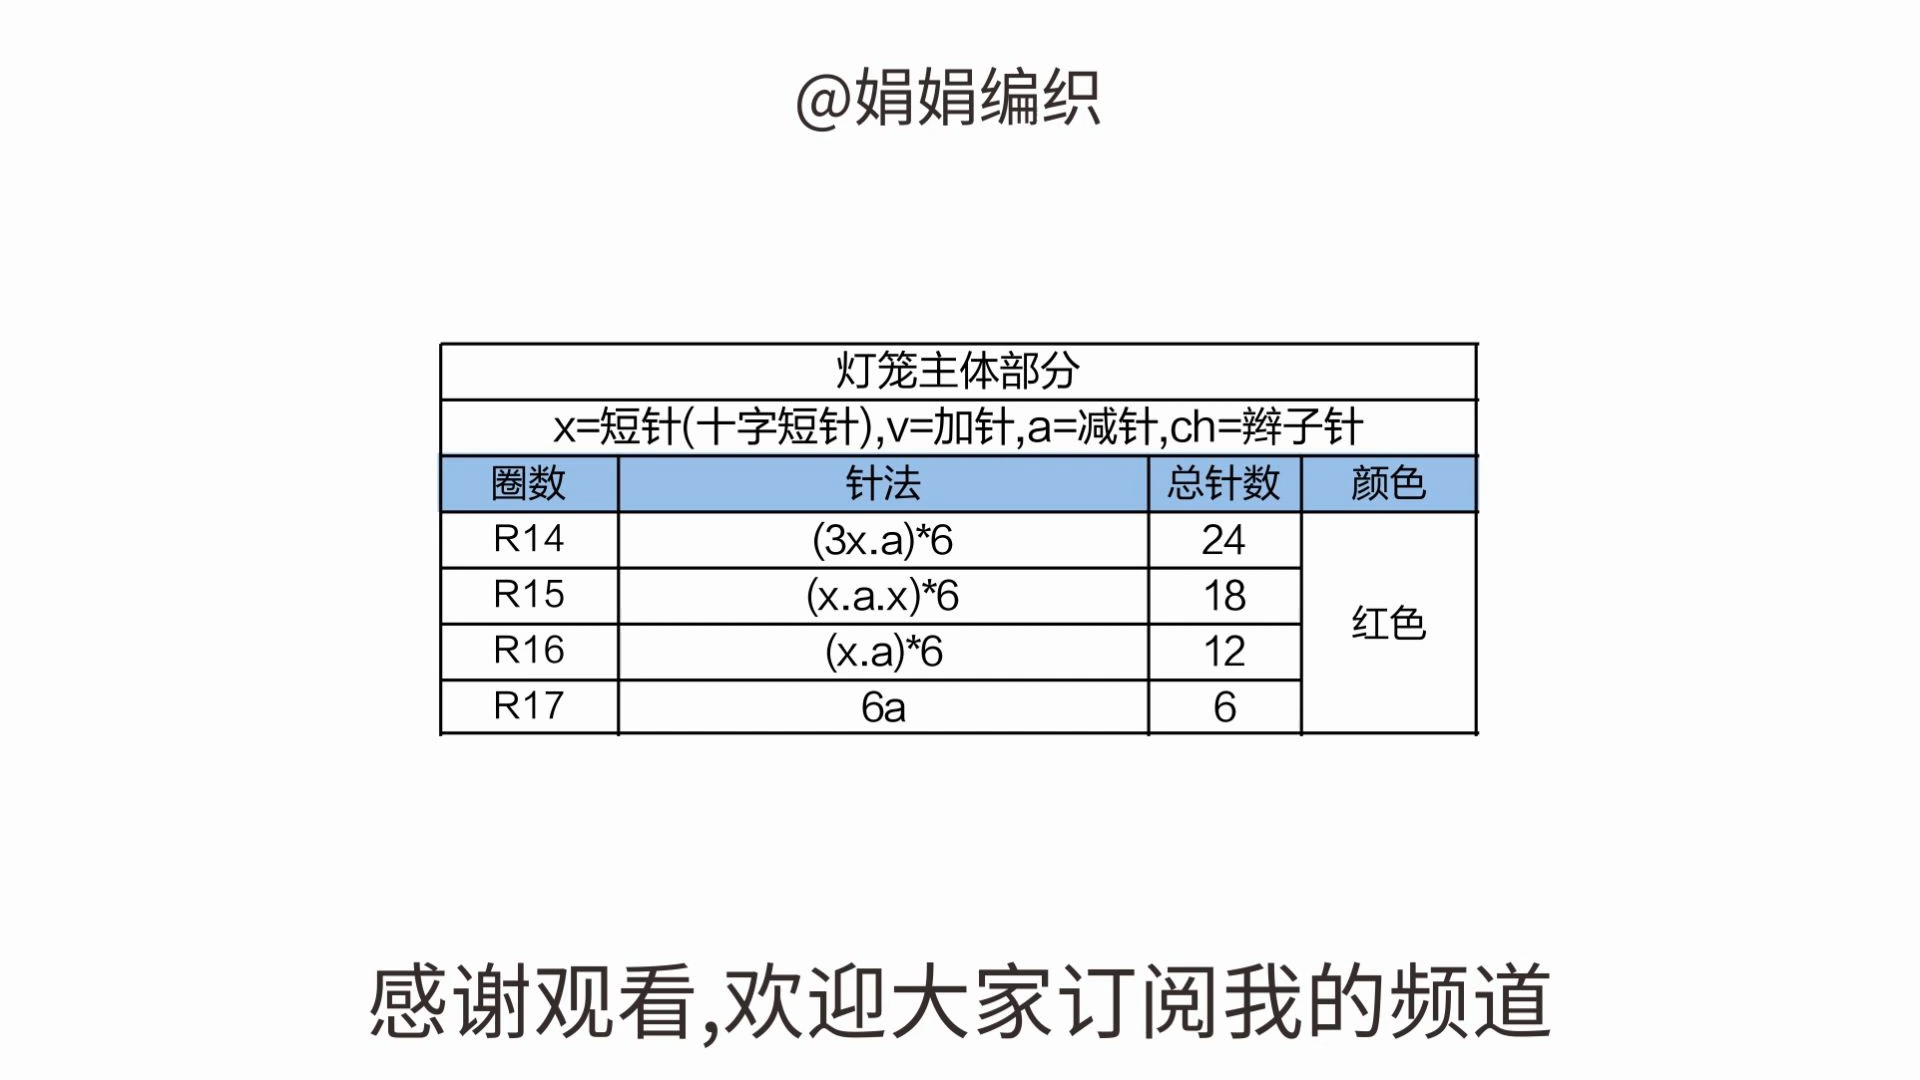 @娟娟编织
灯笼主体部分
x=短针(十字短针),v=加针,a=减针,ch=辫子针
圈数 针法 总针数 颜色
R14 (3x.a)*6 24
R15 (x.a.x)*6 18
红色
R16 (x.a)*6 12
R17 6a 6
感谢观看,欢迎大家订阅我的频道